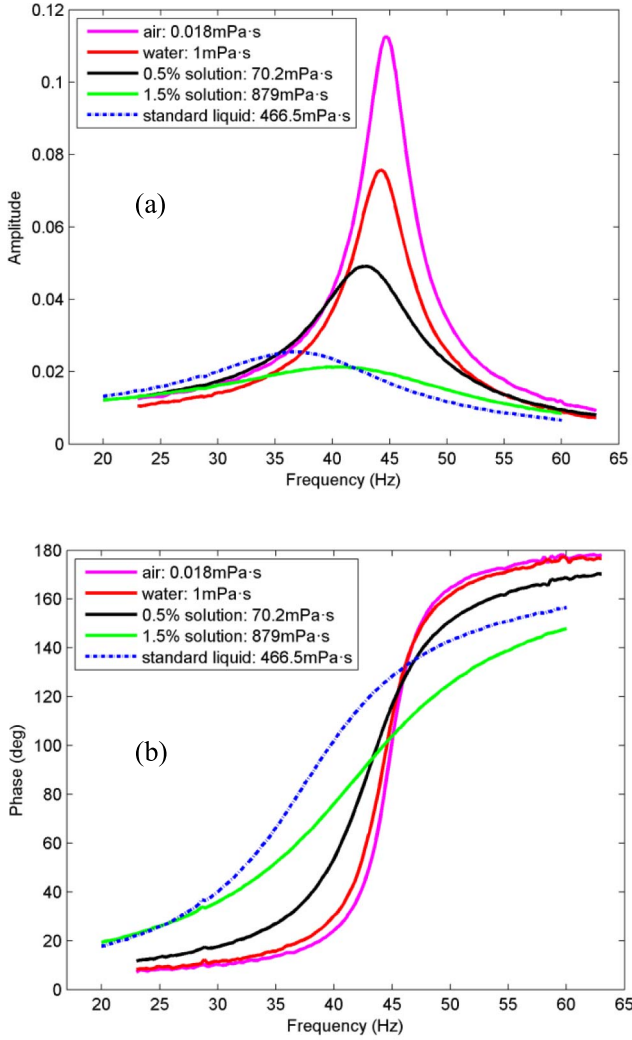 0.12
0.1
0.08
0.06
0.04
0.02
0
Amplitude
air: 0.018mPa·s
water: 1mPa·s
0.5% solution: 70.2mPa·s
1.5% solution: 879mPa·s
standard liquid: 466.5mPa·s
(a)
20 25 30 35 40 45 50 55 60 65
Frequency (Hz)
180
160
140
120
100
80
60
40
20
0
Phase (deg)
air: 0.018mPa·s
water: 1mPa·s
0.5% solution: 70.2mPa·s
1.5% solution: 879mPa·s
standard liquid: 466.5mPa·s
(b)
20 25 30 35 40 45 50 55 60 65
Frequency (Hz)